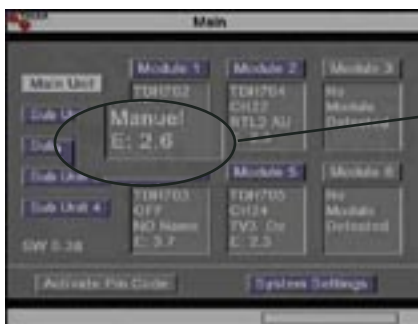 Main
Main Unit
Module 1
Module 2
Module 3
TDH702
TDH704
No
Manuel
CH22
Module
E: 2.6
RTL2 AU
Detected
Sub Unit 4
Module 5
Module 6
TDH703
TDH705
No
OFF
CH24
Module
NO Name
TV3
Detected
E: 3.7
E: 2.3
SW 0.38
Activate Pin Code
System Settings